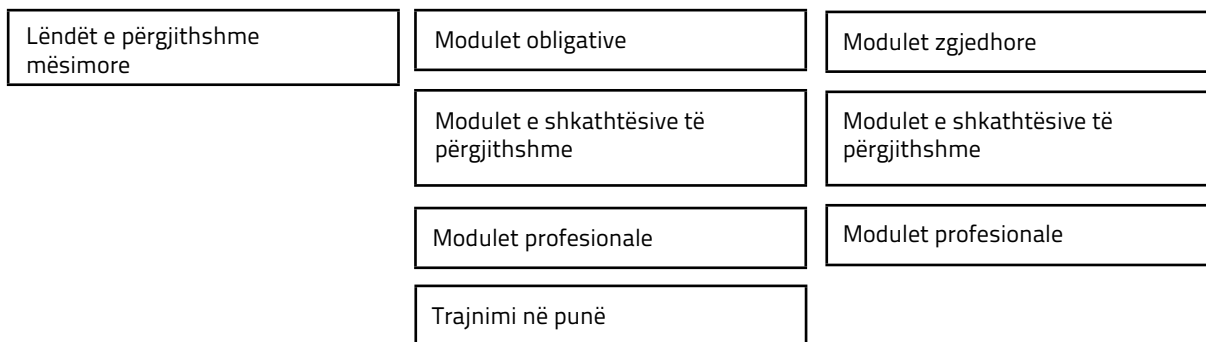 Lëndët e përgjithshme
mësimore
Modulet obligative
Modulet zgjedhore
Modulet e shkathtësive të
përgjithshme
Modulet e shkathtësive të
përgjithshme
Modulet profesionale
Modulet profesionale
Trajnimi në punë